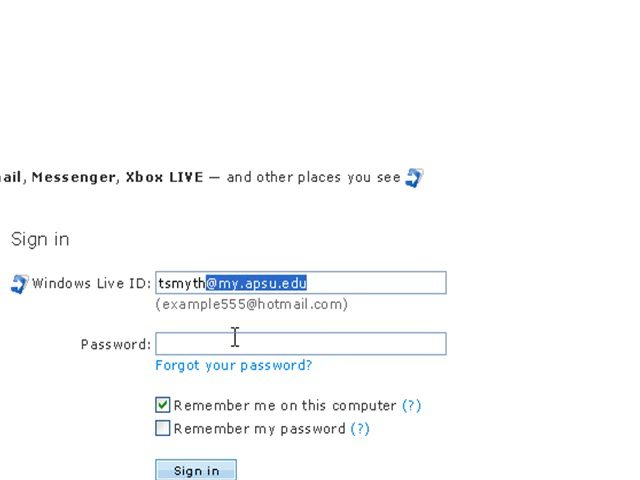 Messenger, Xbox LIVE — and other places you see
Sign in
Windows Live ID: tsmyth@my.apsu.edu
(example555@hotmail.com)
Password:
Forgot your password?
Remember me on this computer (?)
Remember my password (?)
Sign in